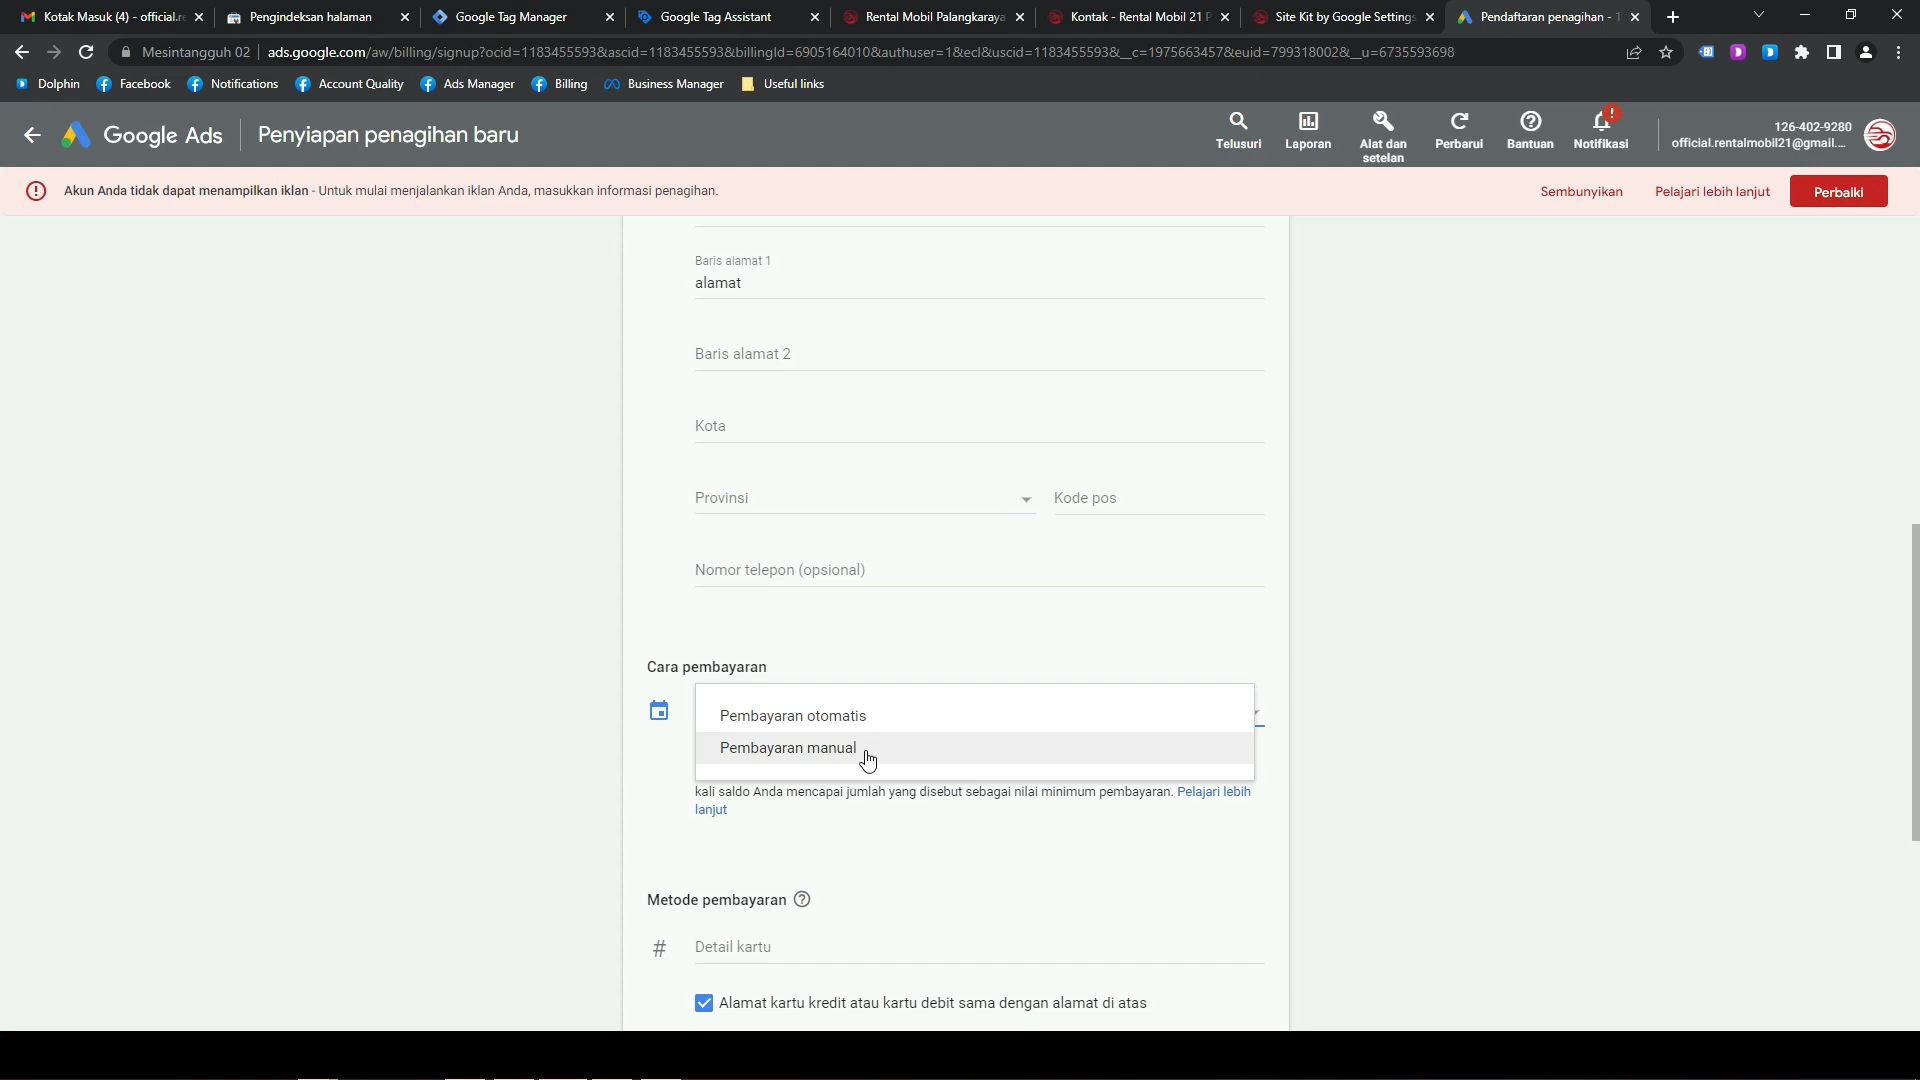 Kotak Masuk (4) - official.re
Pengindeksan halaman
Google Tag Manager
Google Tag Assistant
Rental Mobil Palangkaraya
Kontak - Rental Mobil 21 P
Site Kit by Google Settings
Pendaftaran penagihan - 1
Mesintangguh 02
ads.google.com/aw/billing/signup?ocid=1183455593&ascid=1183455593&billingId=6905164010&authuser=1&ecl&uscid=1183455593&__c=1975663457&euid=799318002&__u=6735593698
Dolphin
Facebook
Notifications
Account Quality
Ads Manager
Billing
Business Manager
Useful links
Google Ads
Penyiapan penagihan baru
Telusuri
Laporan
Alat dan
setelan
Perbarui
Bantuan
Notifikasi
126-402-9280
official.rentalmobil21@gmail....
Akun Anda tidak dapat menampilkan iklan - Untuk mulai menjalankan iklan Anda, masukkan informasi penagihan.
Sembunyikan
Pelajari lebih lanjut
Perbaiki
Baris alamat 1
alamat
Baris alamat 2
Kota
Provinsi
Kode pos
Nomor telepon (opsional)
Cara pembayaran
Pembayaran otomatis
Pembayaran manual
kali saldo Anda mencapai jumlah yang disebut sebagai nilai minimum pembayaran. Pelajari lebih
lanjut
Metode pembayaran
# Detail kartu
Alamat kartu kredit atau kartu debit sama dengan alamat di atas